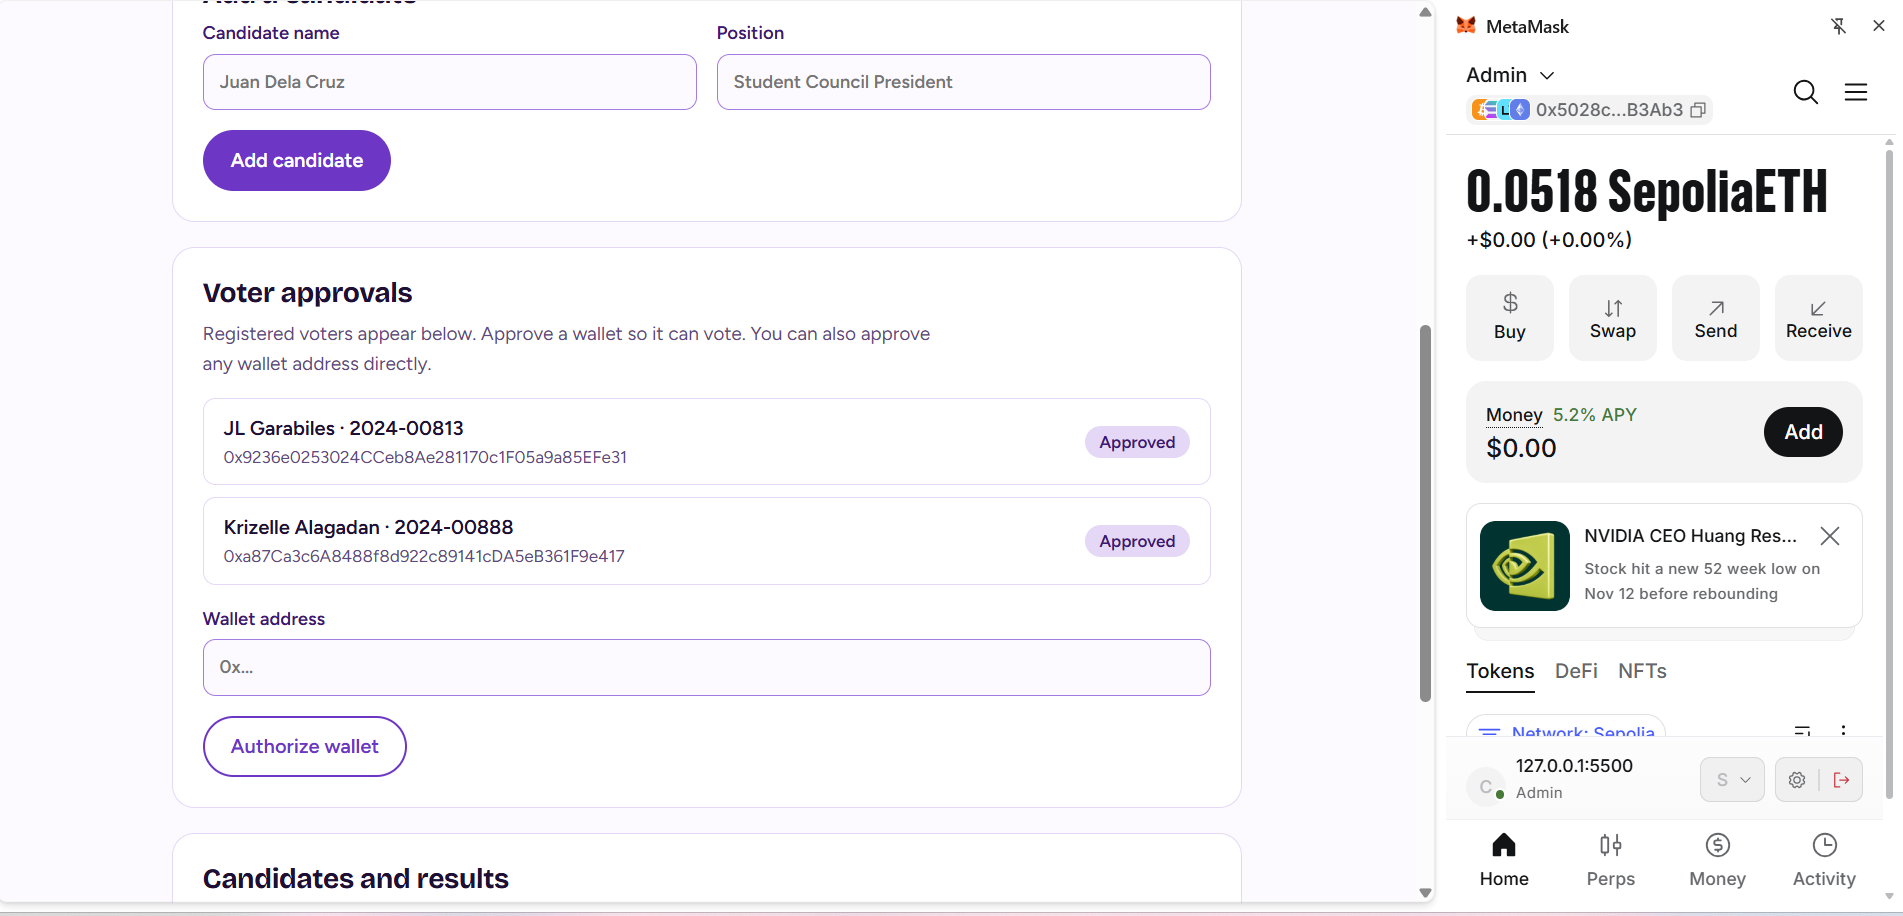 Candidate name
Position
Juan Dela Cruz
Student Council President
Add candidate
Voter approvals
Registered voters appear below. Approve a wallet so it can vote. You can also approve
any wallet address directly.
JL Garabiles · 2024-00813
0x9236e0253024CCeb8Ae281170c1F05a9a85EFe31
Approved
Krizelle Alagadan · 2024-00888
0xa87Ca3c6A8488f8d922c89141cDA5eB361F9e417
Approved
Wallet address
0x...
Authorize wallet
Candidates and results
MetaMask
Admin
0x5028c...B3Ab3
0.0518 SepoliaETH
+$0.00 (+0.00%)
Buy
Swap
Send
Receive
Money 5.2% APY
$0.00
Add
NVIDIA CEO Huang Res...
Stock hit a new 52 week low on
Nov 12 before rebounding
Tokens
DeFi
NFTs
Network: Sepolia
C
127.0.0.1:5500
Admin
S
Home
Perps
Money
Activity